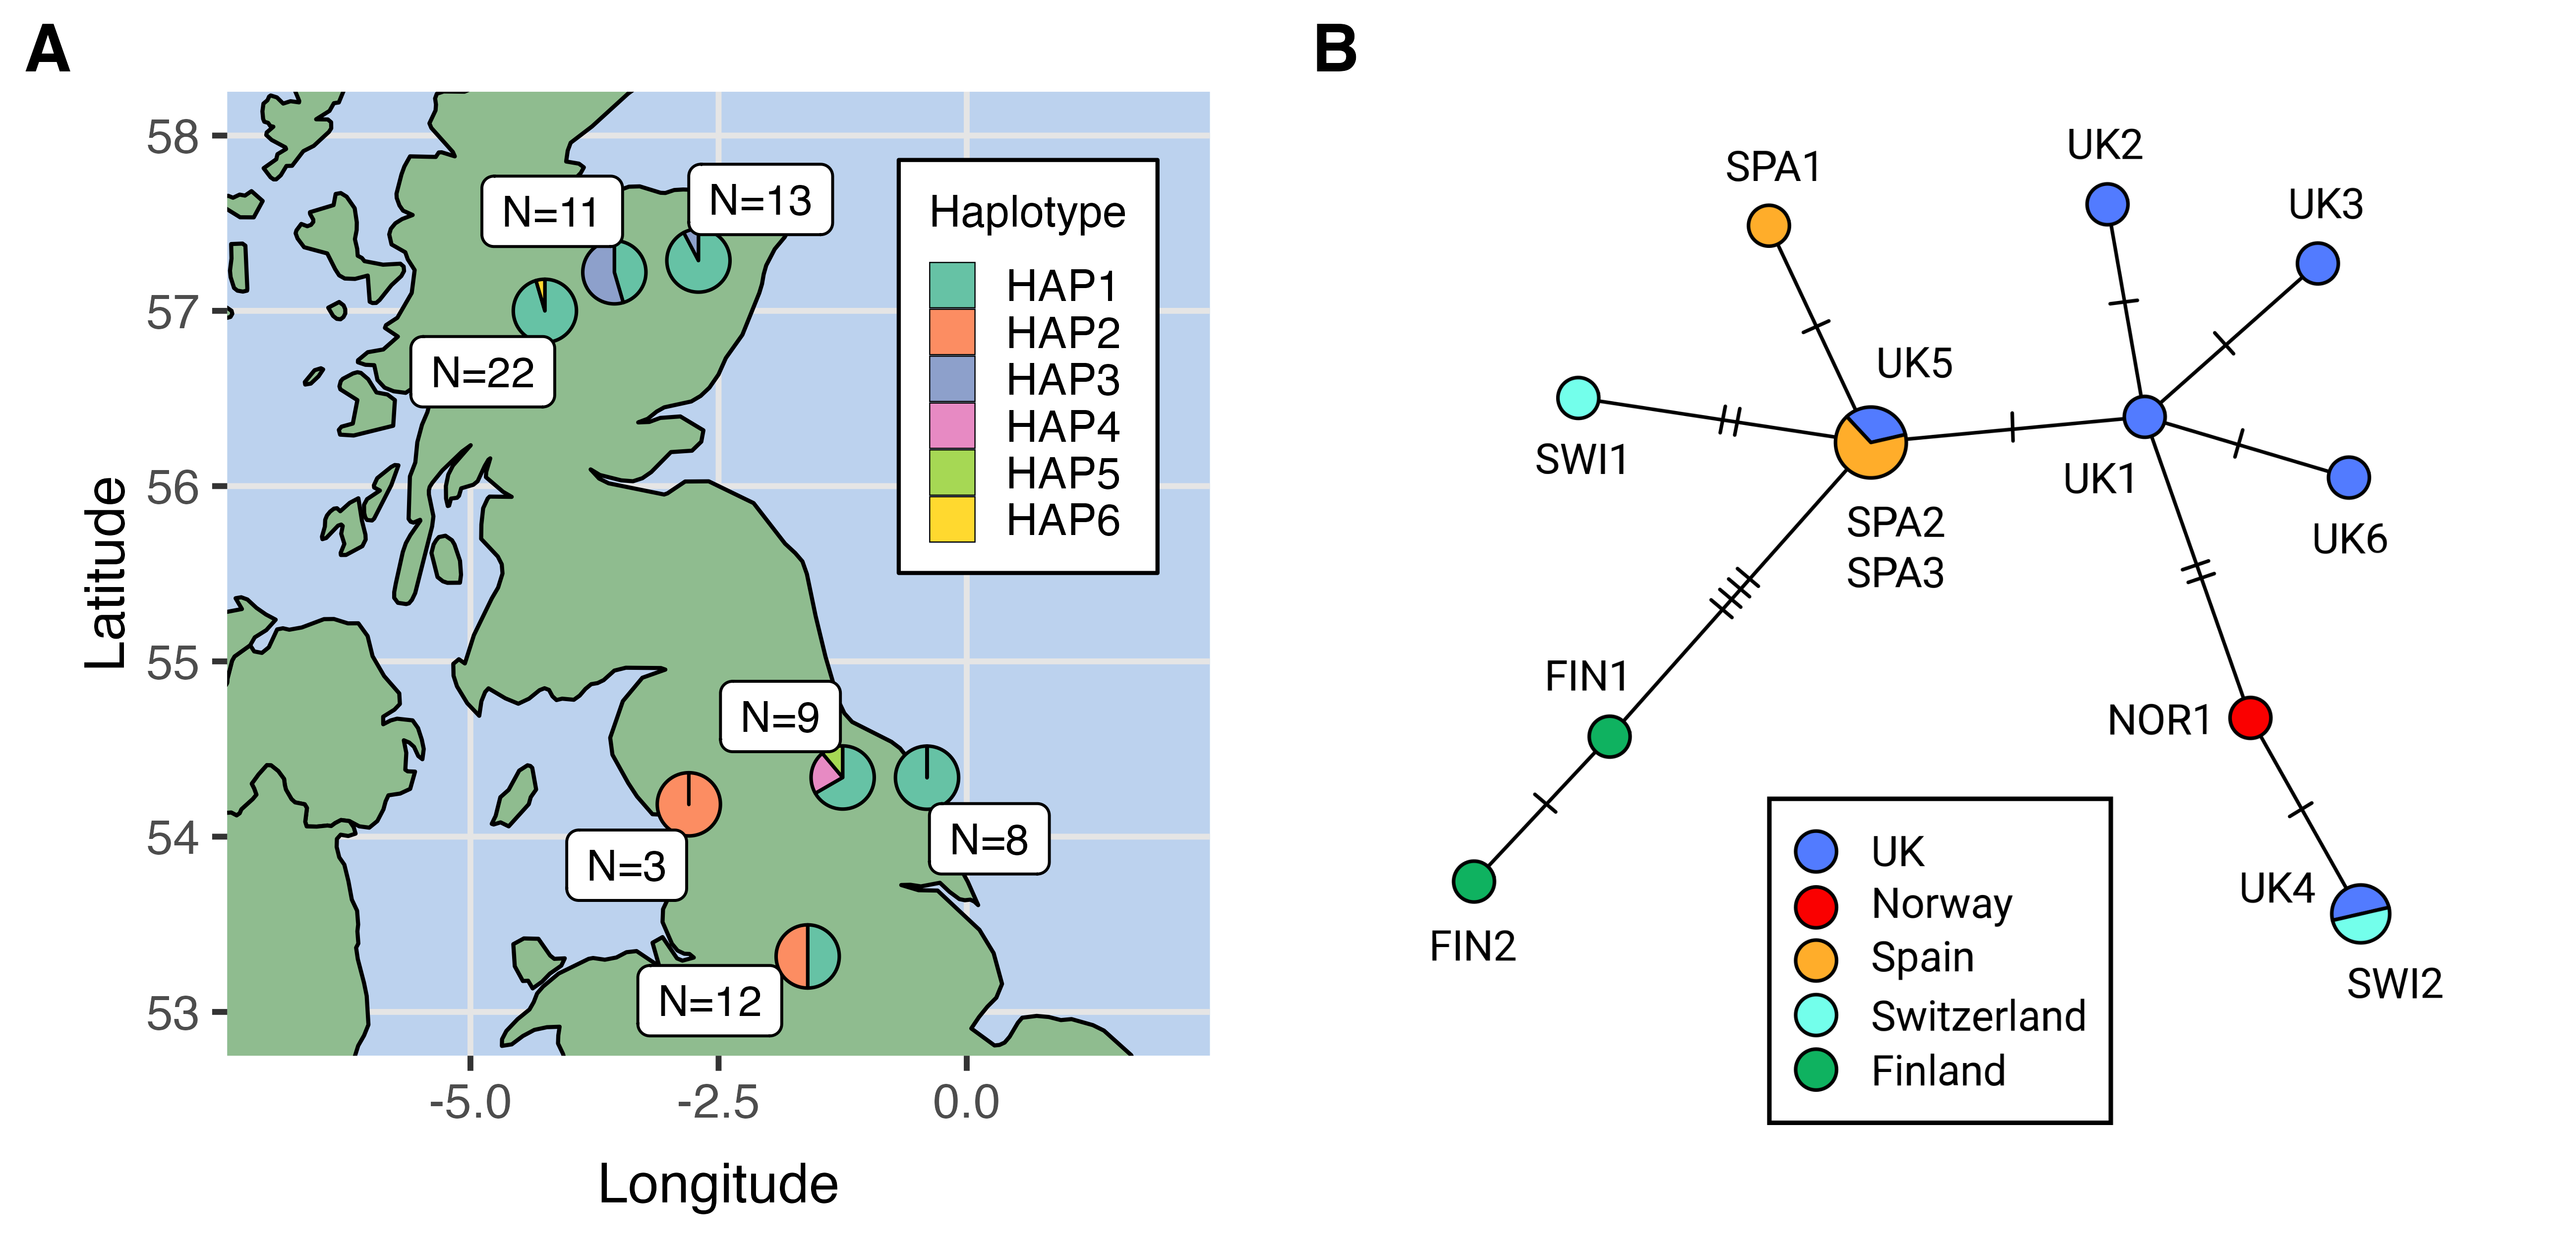 A
58
57
56
55
54
53
Latitude
-5.0
-2.5
0.0
Longitude
N=11
N=13
N=22
N=9
N=3
N=8
N=12
Haplotype
HAP1
HAP2
HAP3
HAP4
HAP5
HAP6
B
SPA1
UK2
UK3
UK5
SWI1
UK1
UK6
SPA2
SPA3
FIN1
NOR1
FIN2
UK4
SWI2
UK
Norway
Spain
Switzerland
Finland